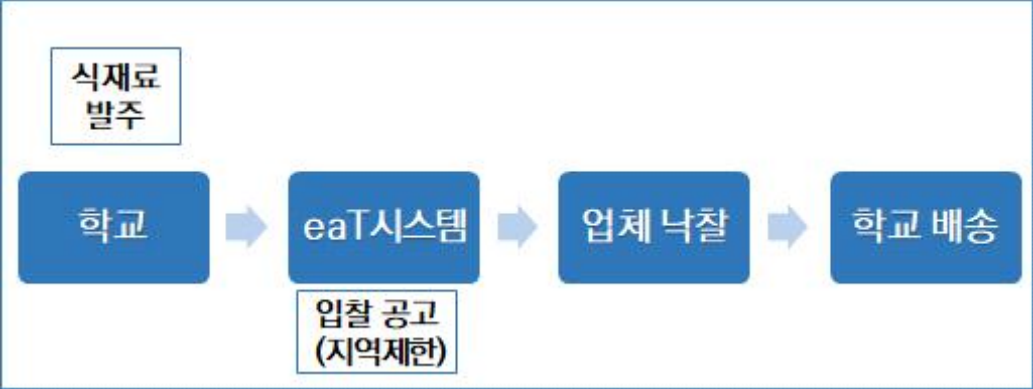 식재료
발주
학교
eaT시스템
업체 낙찰
학교 배송
입찰 공고
(지역제한)